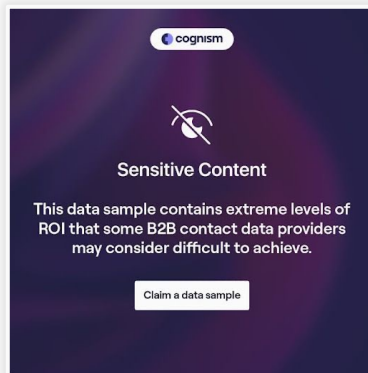 cognism
Sensitive Content
This data sample contains extreme levels of
ROI that some B2B contact data providers
may consider difficult to achieve.
Claim a data sample